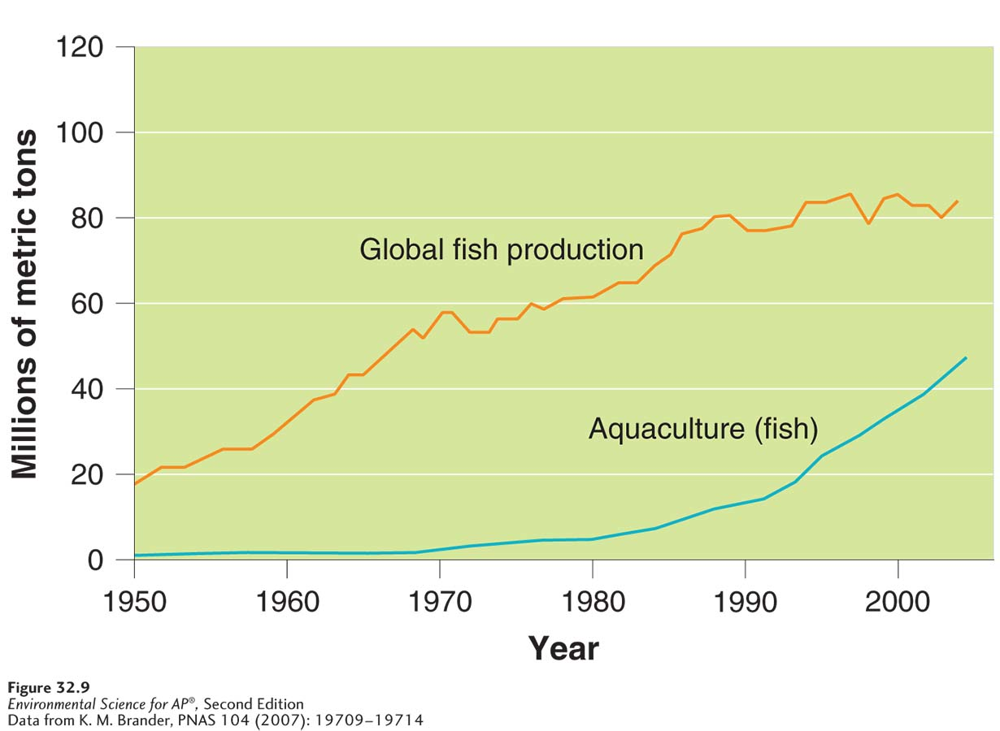 120
100
80
60
40
20
0
Millions of metric tons
Global fish production
Aquaculture (fish)
1950 1960 1970 1980 1990 2000
Year
Figure 32.9
Environmental Science for AP®, Second Edition
Data from K. M. Brander, PNAS 104 (2007): 19709–19714